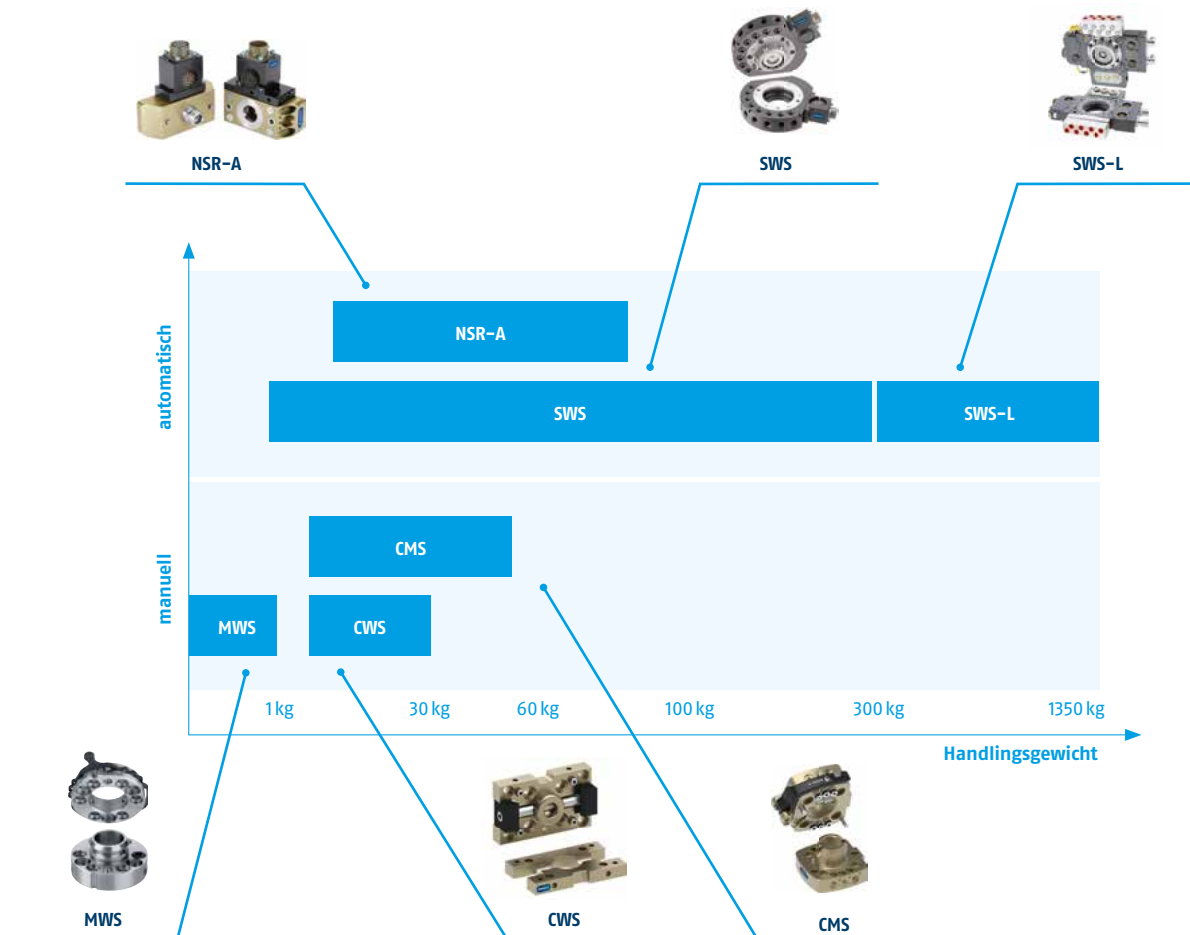 NSR-A
SWS
SWS-L
automatisch
NSR-A
SWS
SWS-L
manuell
CMS
MWS
CWS
1 kg
30 kg
60 kg
100 kg
300 kg
1350 kg
Handlingsgewicht
MWS
CWS
CMS